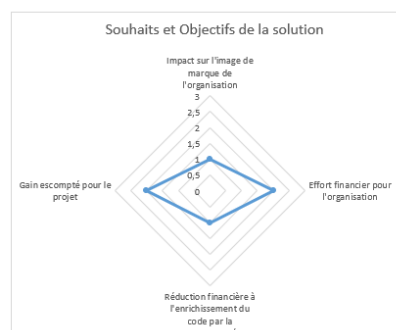 Souhaits et Objectifs de la solution
Impact sur l'image de
marque de
l'organisation
3
2,5
2
1,5
1
0,5
0
Gain escompté pour le
projet
Effort financier pour
l'organisation
Réduction financière à
l'enrichissement du
code par la